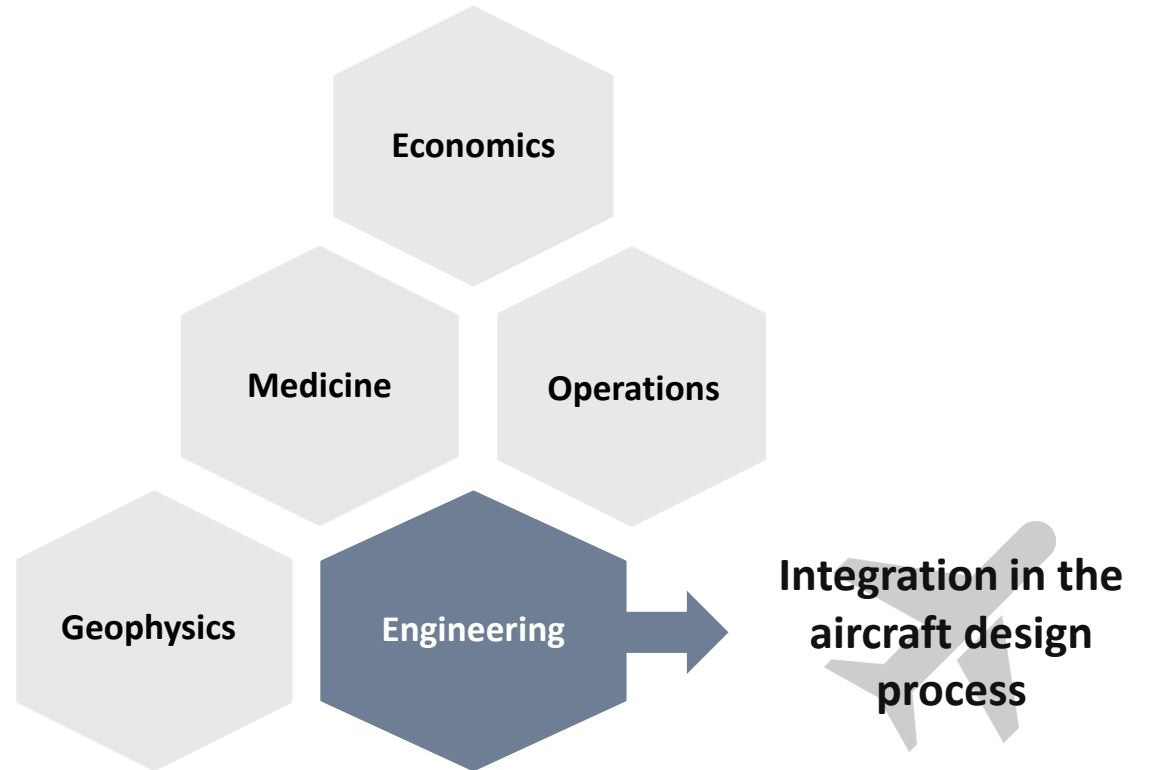 Economics
Medicine
Operations
Geophysics
Engineering
Integration in the
aircraft design
process